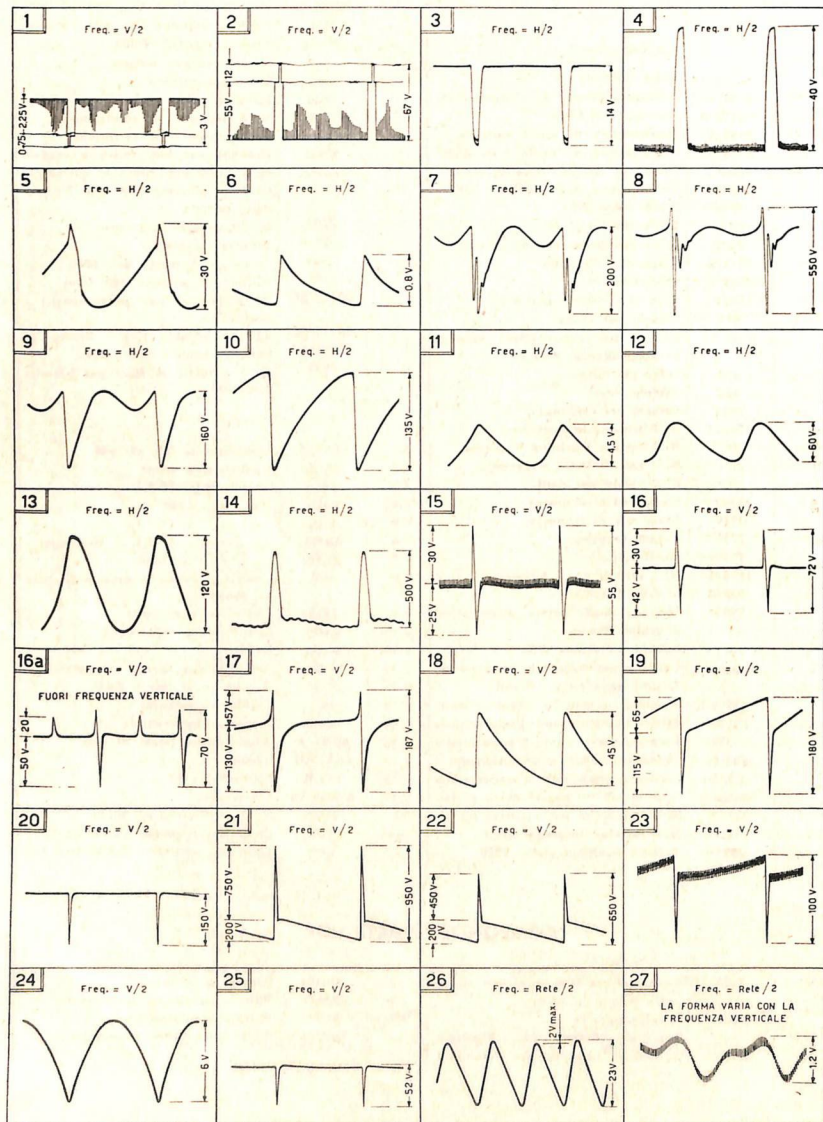 1
Freq. = V/2
0,75
2,25V
3 V
2
Freq. = V/2
55V
12
67 V
3
Freq. = H/2
14 V
4
Freq. = H/2
40 V
5
Freq. = H/2
30 V
6
Freq. = H/2
0,8 V
7
Freq. = H/2
200 V
8
Freq. = H/2
550 V
9
Freq. = H/2
160 V
10
Freq. = H/2
135 V
11
Freq. = H/2
4,5 V
12
Freq. = H/2
60 V
13
Freq. = H/2
120 V
14
Freq. = H/2
500 V
15
Freq. = V/2
30 V
25 V
55 V
16
Freq. = V/2
30 V
42 V
72 V
16a
Freq. = V/2
FUORI FREQUENZA VERTICALE
20
50 V
70 V
17
Freq. = V/2
57V
130 V
187 V
18
Freq. = V/2
45 V
19
Freq. = V/2
65
115 V
180 V
20
Freq. = V/2
150 V
21
Freq. = V/2
750 V
200 V
950 V
22
Freq. = V/2
450V
200 V
650 V
23
Freq. = V/2
100 V
24
Freq. = V/2
6 V
25
Freq. = V/2
52 V
26
Freq. = Rete/2
2V max.
23V
27
Freq. = Rete/2
LA FORMA VARIA CON LA
FREQUENZA VERTICALE
1,2 V